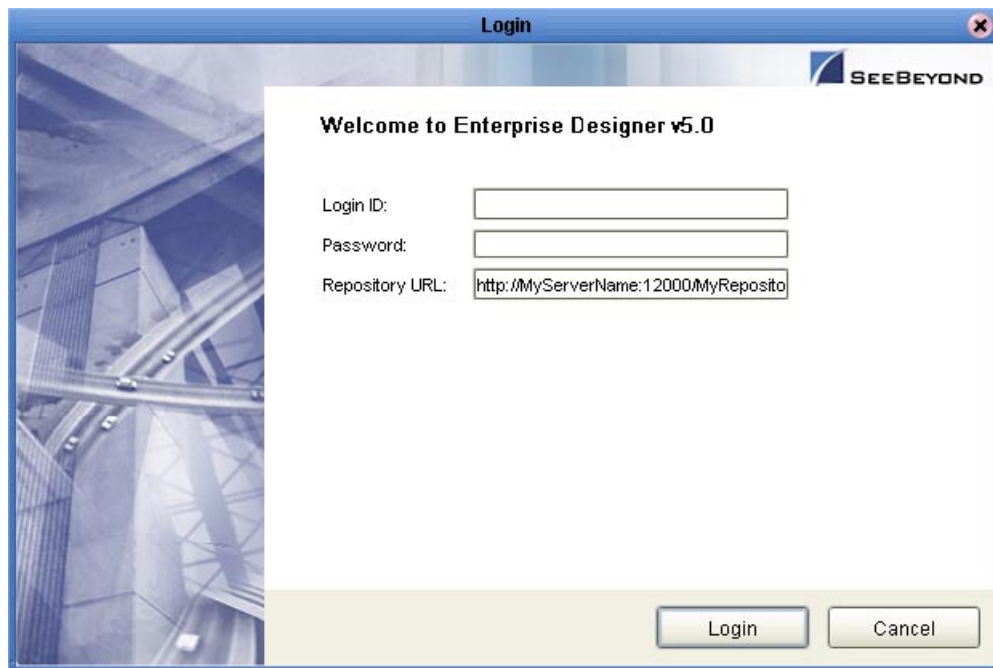 Login
SEEBEYOND
Welcome to Enterprise Designer v5.0
Login ID:
Password:
Repository URL: http://MyServerName:12000/MyReposito
Login Cancel